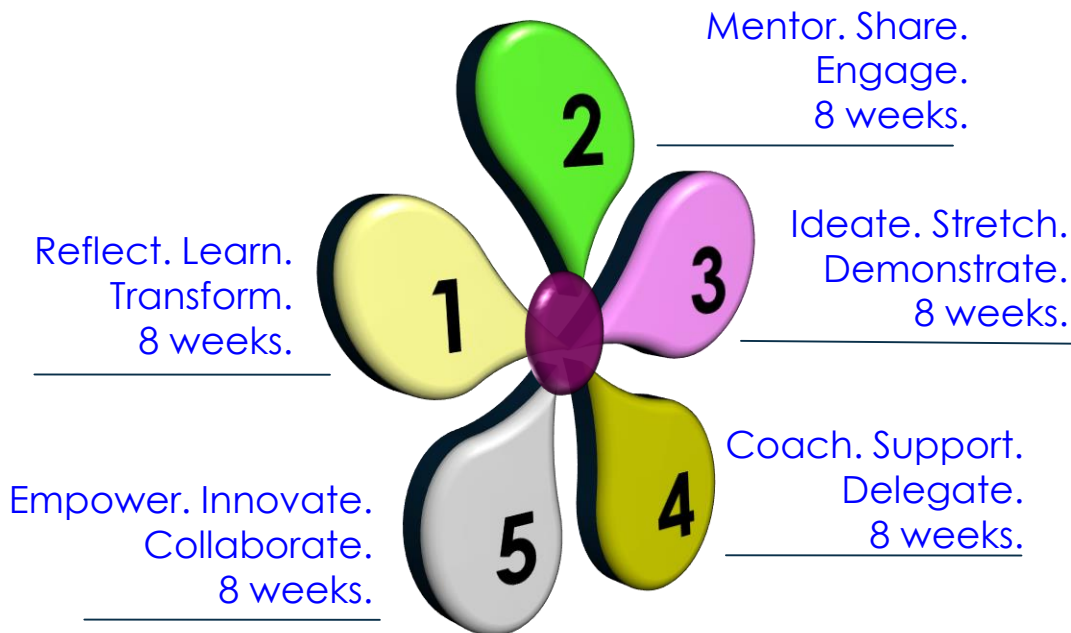 1
Reflect. Learn.
Transform.
8 weeks.
2
Mentor. Share.
Engage.
8 weeks.
3
Ideate. Stretch.
Demonstrate.
8 weeks.
4
Coach. Support.
Delegate.
8 weeks.
5
Empower. Innovate.
Collaborate.
8 weeks.